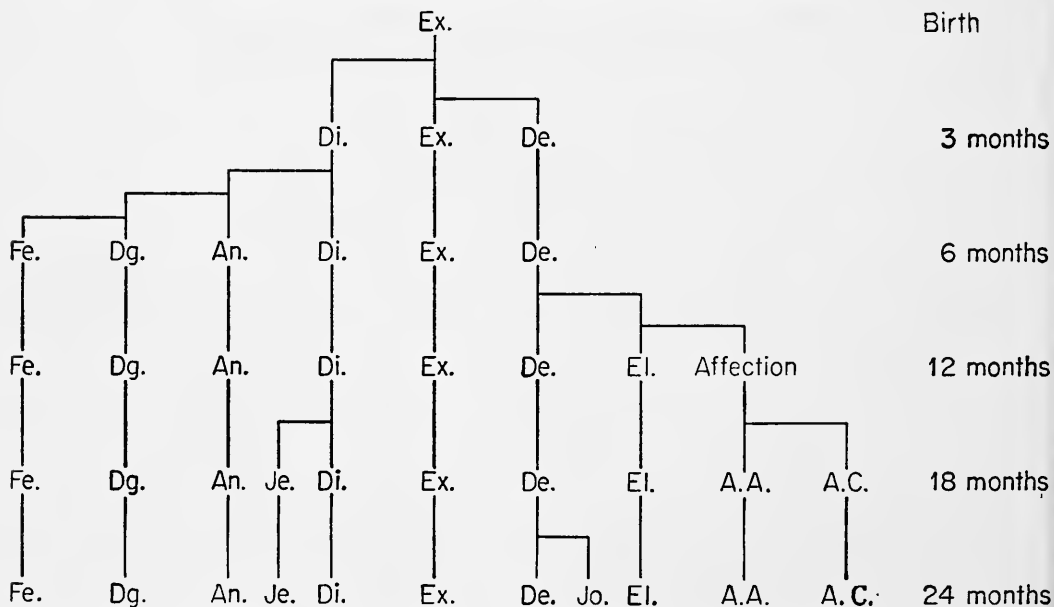 Ex. Birth
Di. Ex. De. 3 months
Fe. Dg. An. Di. Ex. De. 6 months
Fe. Dg. An. Di. Ex. De. El. Affection 12 months
Fe. Dg. An. Je. Di. Ex. De. El. A.A. A.C. 18 months
Fe. Dg. An. Je. Di. Ex. De. Jo. El. A.A. A.C. 24 months